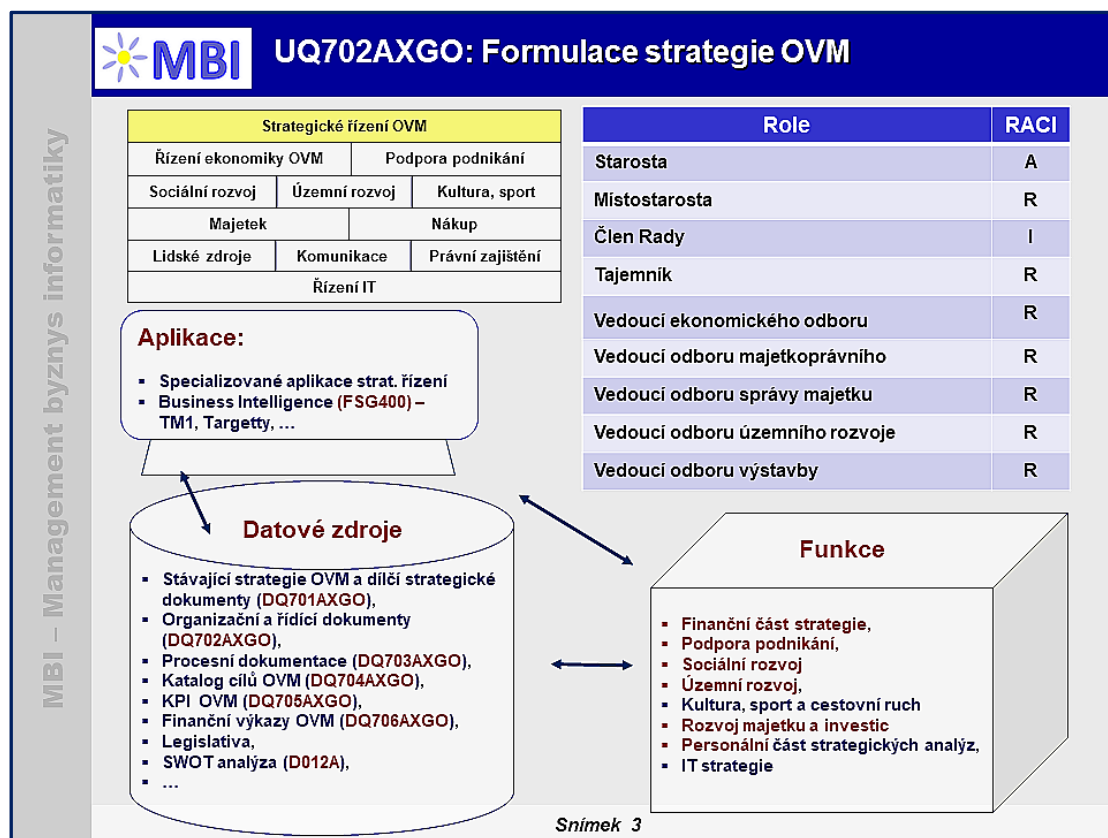 MBI
UQ702AXGO: Formulace strategie OVM
MBI – Management byznys informatiky
Strategické řízení OVM
Řízení ekonomiky OVM Podpora podnikání
Sociální rozvoj Územní rozvoj Kultura, sport
Majetek Nákup
Lidské zdroje Komunikace Právní zajištění
Řízení IT
Role RACI
Starosta A
Místostarosta R
Člen Rady I
Tajemník R
Vedoucí ekonomického odboru R
Vedoucí odboru majetkoprávního R
Vedoucí odboru správy majetku R
Vedoucí odboru územního rozvoje R
Vedoucí odboru výstavby R
Aplikace:
▪ Specializované aplikace strat. řízení
▪ Business Intelligence (FSG400) –
TM1, Targetty, …
Datové zdroje
▪ Stávající strategie OVM a dílčí strategické
dokumenty (DQ701AXGO),
▪ Organizační a řídící dokumenty
(DQ702AXGO),
▪ Procesní dokumentace (DQ703AXGO),
▪ Katalog cílů OVM (DQ704AXGO),
▪ KPI OVM (DQ705AXGO),
▪ Finanční výkazy OVM (DQ706AXGO),
▪ Legislativa,
▪ SWOT analýza (D012A),
▪ …
Funkce
▪ Finanční část strategie,
▪ Podpora podnikání,
▪ Sociální rozvoj
▪ Územní rozvoj,
▪ Kultura, sport a cestovní ruch
▪ Rozvoj majetku a investic
▪ Personální část strategických analýz,
▪ IT strategie
Snímek 3